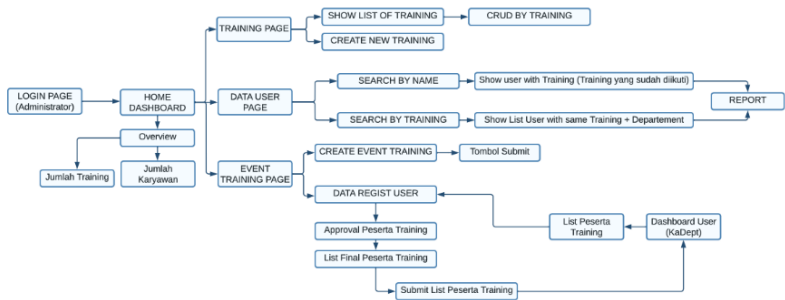 SHOW LIST OF TRAINING
CRUD BY TRAINING
TRAINING PAGE
CREATE NEW TRAINING
LOGIN PAGE
(Administrator)
HOME
DASHBOARD
DATA USER
PAGE
SEARCH BY NAME
Show user with Training (Training yang sudah diikuti)
REPORT
SEARCH BY TRAINING
Show List User with same Training + Departement
Overview
Jumlah Training
Jumlah
Karyawan
EVENT
TRAINING PAGE
CREATE EVENT TRAINING
Tombol Submit
DATA REGIST USER
List Peserta
Training
Dashboard User
(KaDept)
Approval Peserta Training
List Final Peserta Training
Submit List Peserta Training